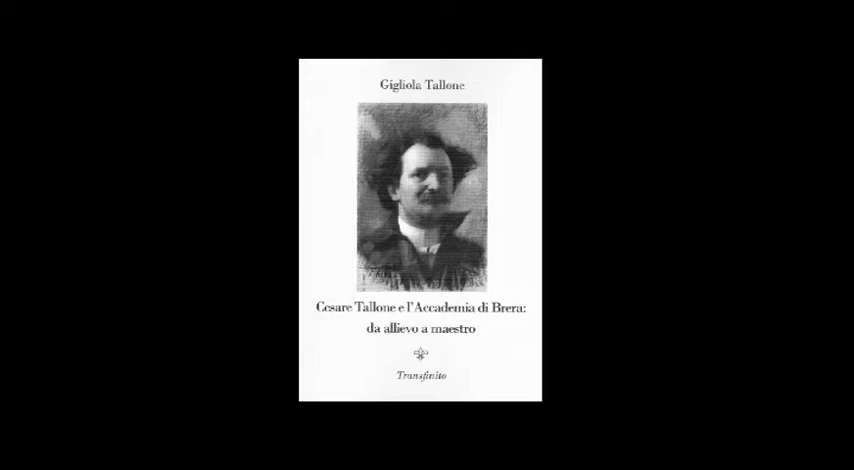 Gigliola Tallone
Cesare Tallone e l'Accademia di Brera:
da allievo a maestro
Transfinito